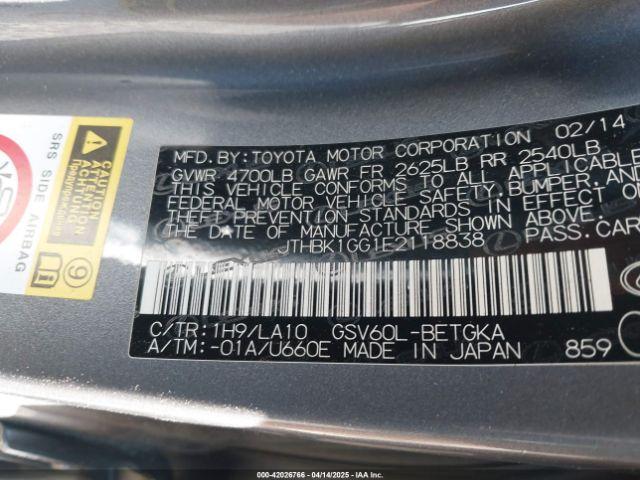 MFD. BY: TOYOTA MOTOR CORPORATION 02/14
GVWR 4700LB GAWR FR 2625LB RR 2540LB
THIS VEHICLE CONFORMS TO ALL APPLICABLE
FEDERAL MOTOR VEHICLE SAFETY, BUMPER, AND
THEFT PREVENTION STANDARDS IN EFFECT ON
THE DATE OF MANUFACTURE SHOWN ABOVE.
JTHBK1GG1E2118838 PASS. CAR
C/TR: 1H9/LA10 GSV60L-BETGKA
A/TM: -01A/U660E MADE IN JAPAN 859
SRS SIDE AIRBAG
CAUTION
ATTENTION
ACHTUNG
9
000-42026766 - 04/14/2025 - IAA Inc.